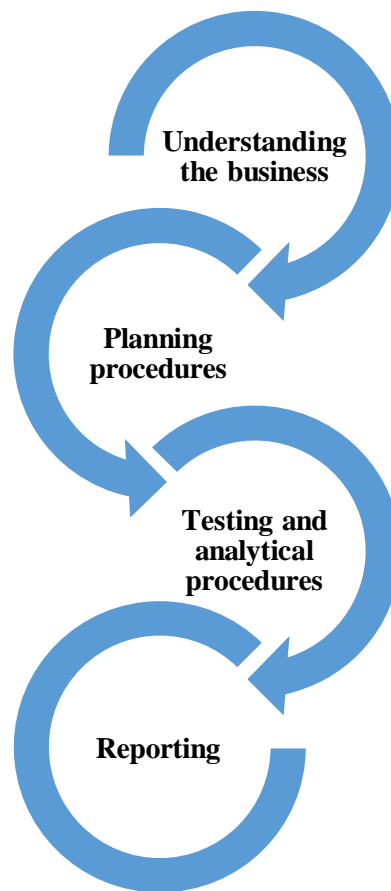 Understanding
the business
Planning
procedures
Testing and
analytical
procedures
Reporting